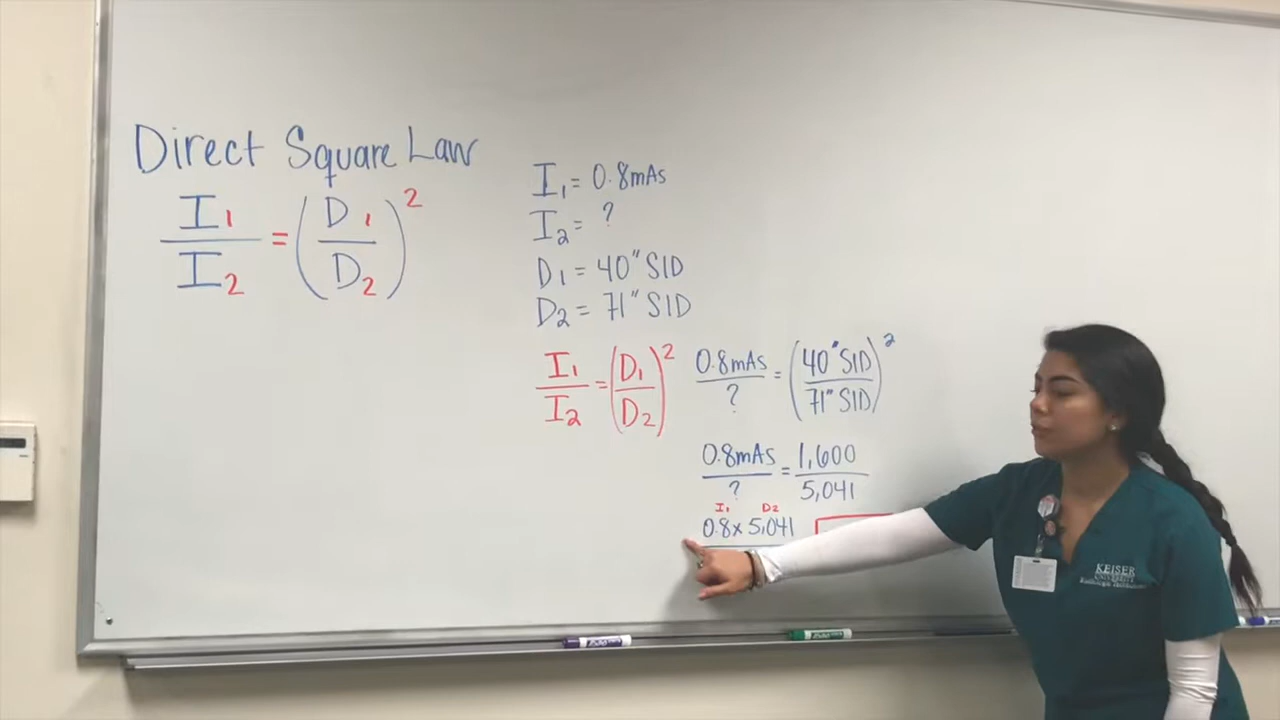 Direct Square Law
I1/I2 = (D1/D2)²
I1 = 0.8mAs
I2 = ?
D1 = 40" SID
D2 = 71" SID
I1/I2 = (D1/D2)²
0.8mAs/? = (40" SID/71" SID)²
0.8mAs/? = 1,600/5,041
I1 D2
0.8 x 5,041
KEISER
UNIVERSITY
EXPO